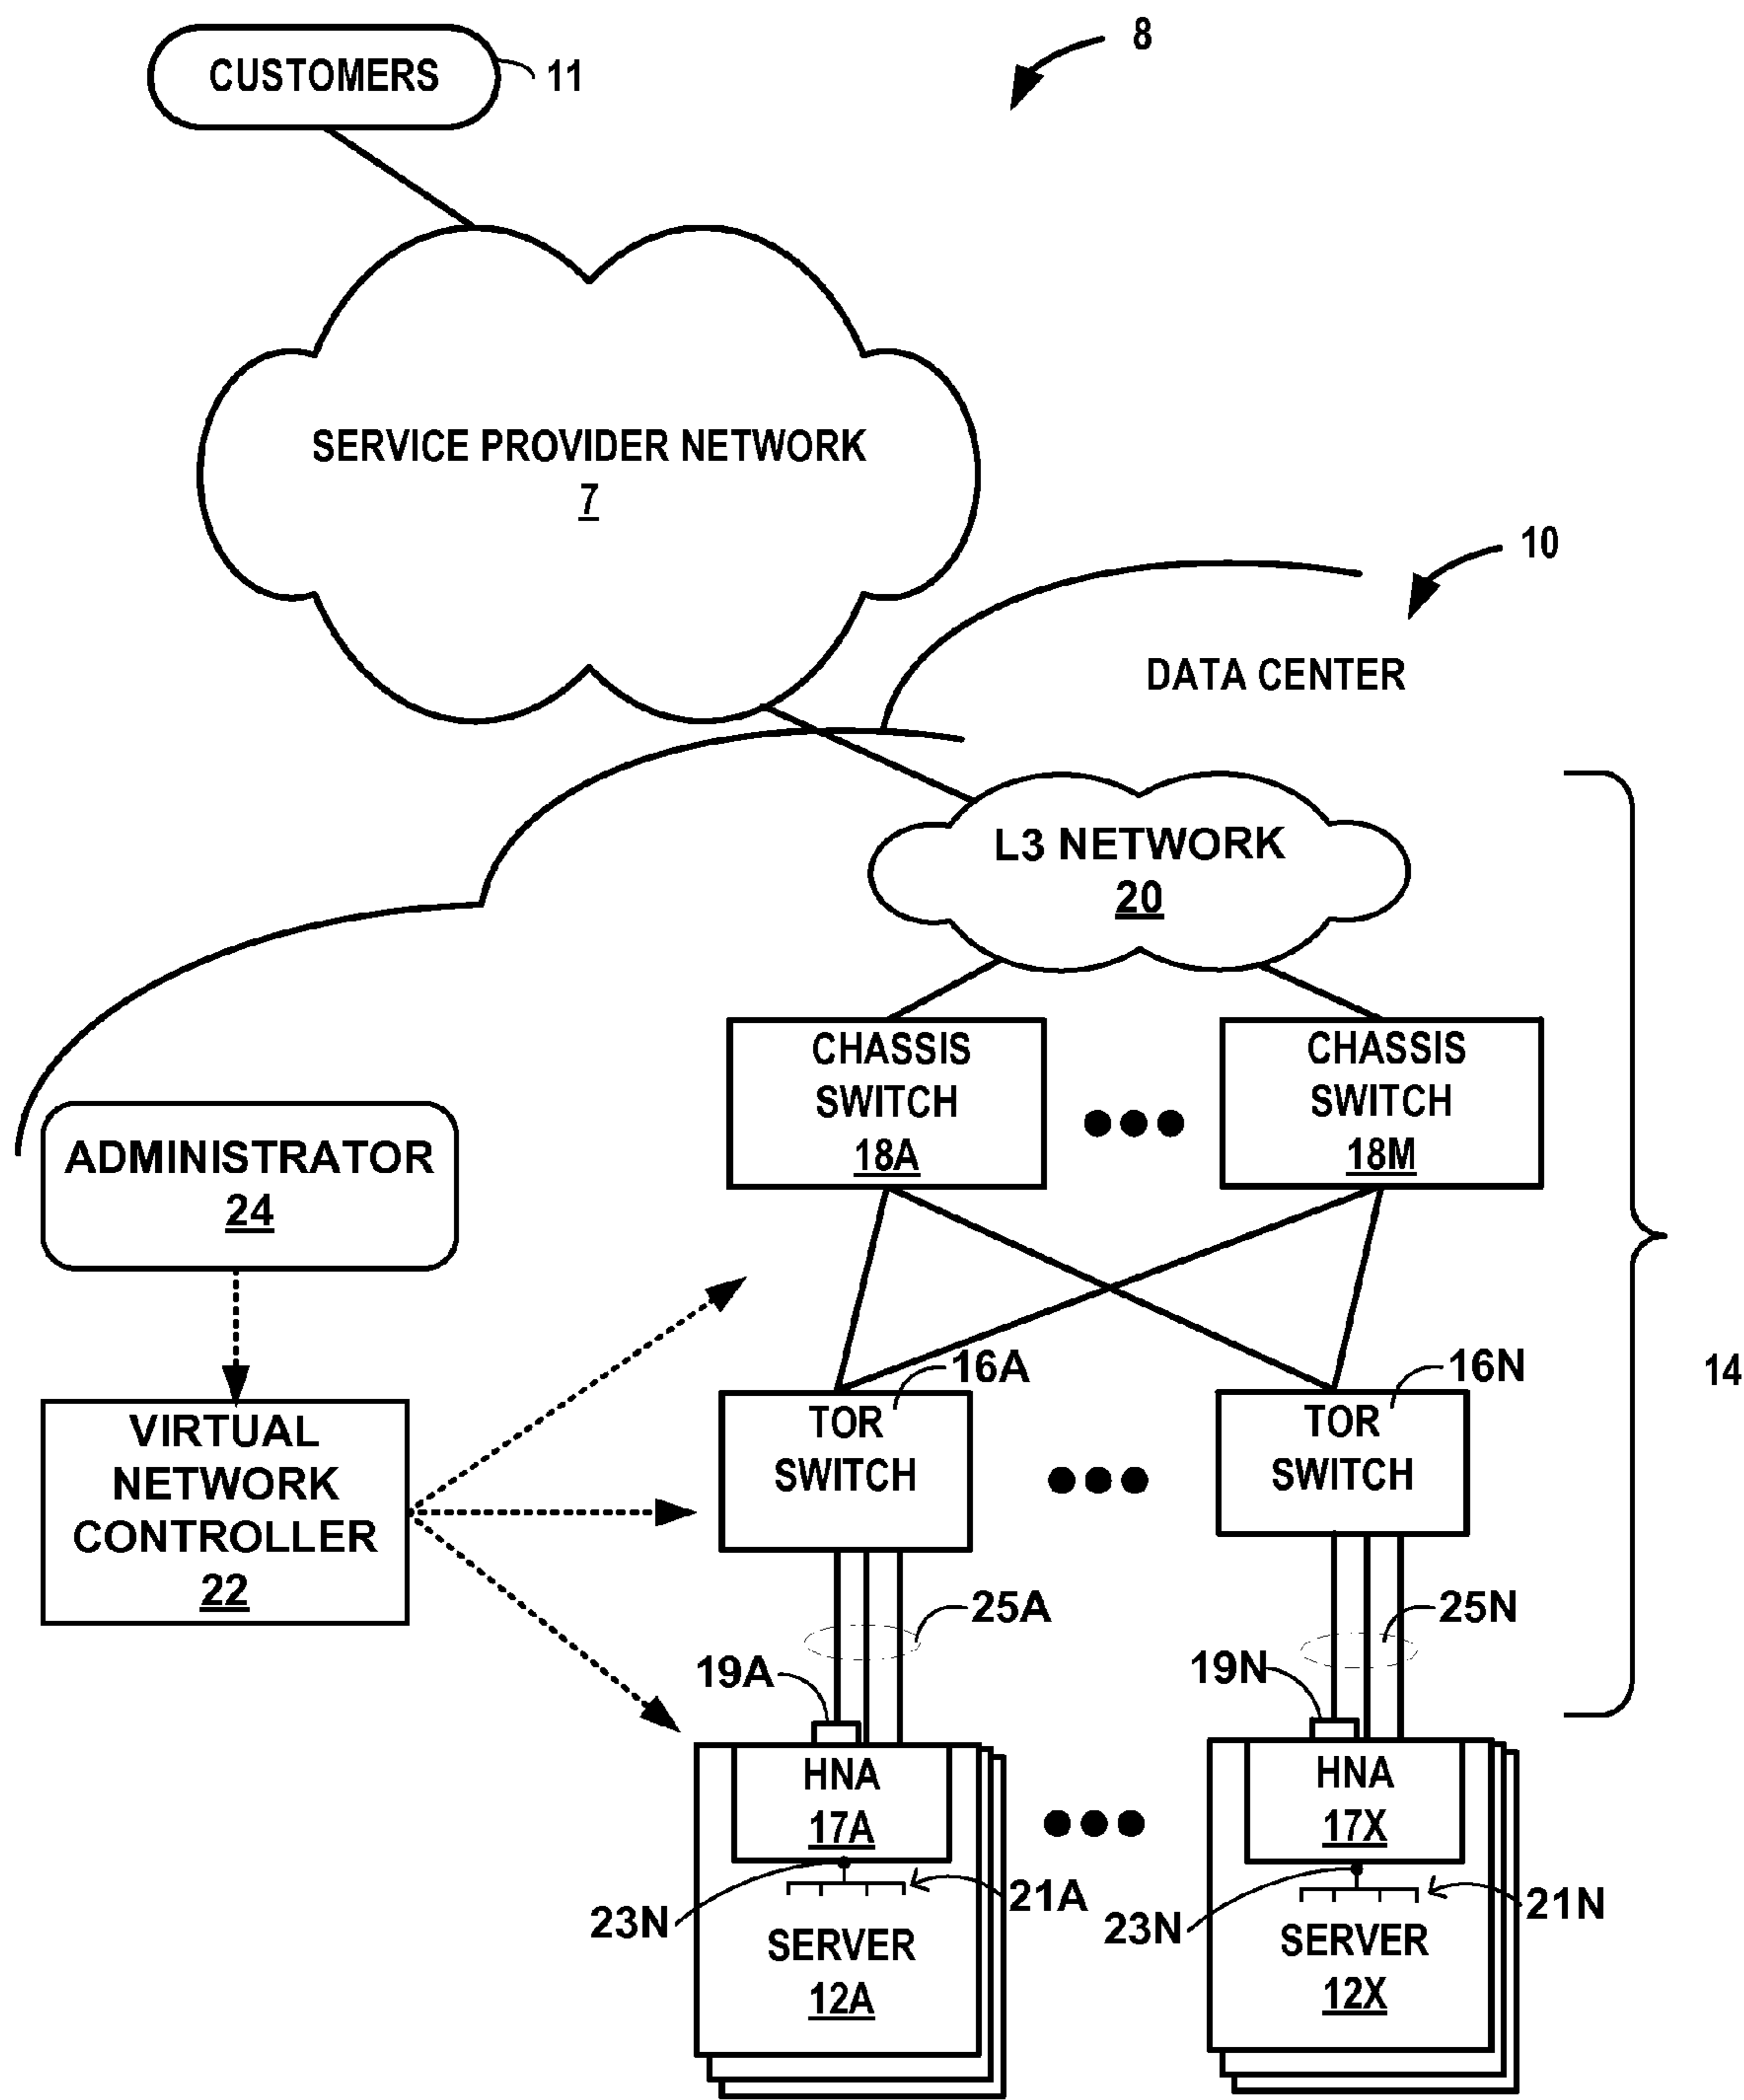 8
CUSTOMERS
11
SERVICE PROVIDER NETWORK
7
10
DATA CENTER
L3 NETWORK
20
CHASSIS
SWITCH
18A
CHASSIS
SWITCH
18M
ADMINISTRATOR
24
14
16A
TOR
SWITCH
16N
TOR
SWITCH
VIRTUAL
NETWORK
CONTROLLER
22
25A
25N
19A
19N
HNA
17A
HNA
17X
23N
21A
23N
21N
SERVER
12A
SERVER
12X